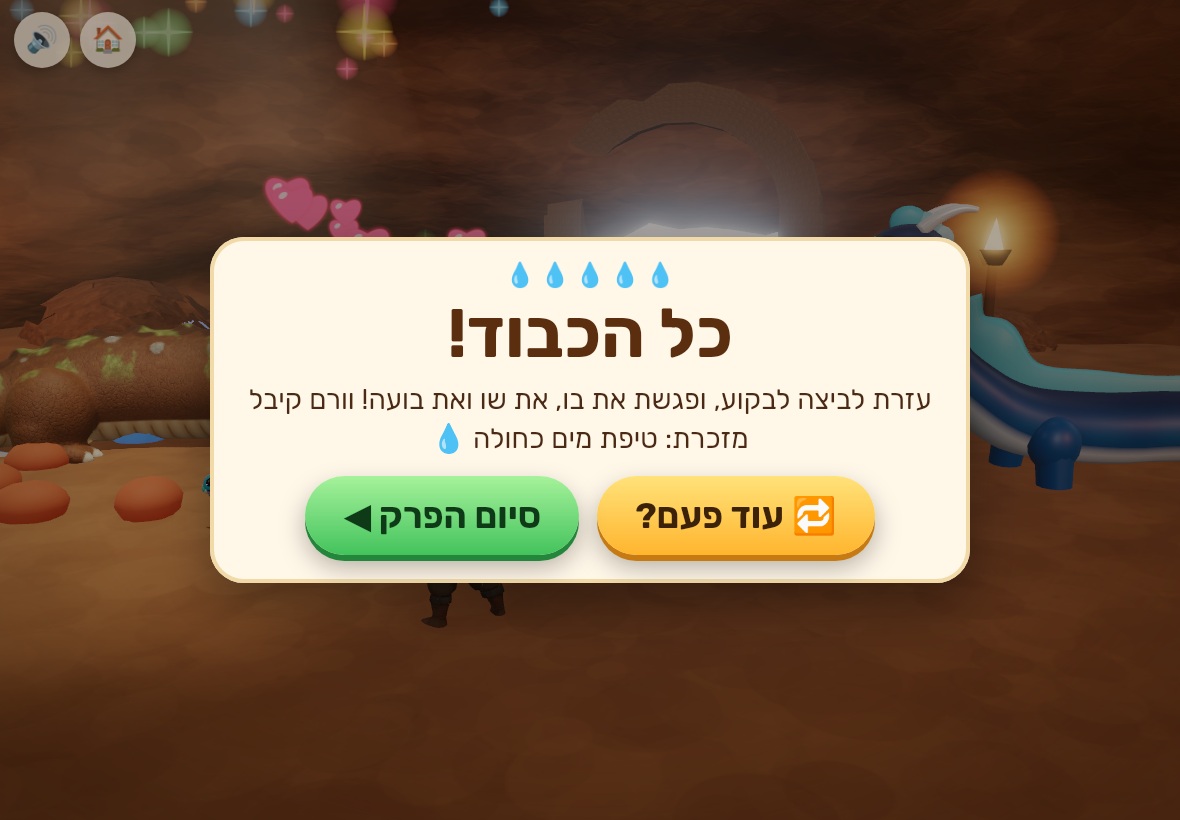 כל הכבוד!
עזרת לביצה לבקוע, ופגשת את בו, את שו ואת בועה! וורם קיבל
מזכרת: טיפת מים כחולה 💧
🔁 עוד פעם?
סיום הפרק ◀